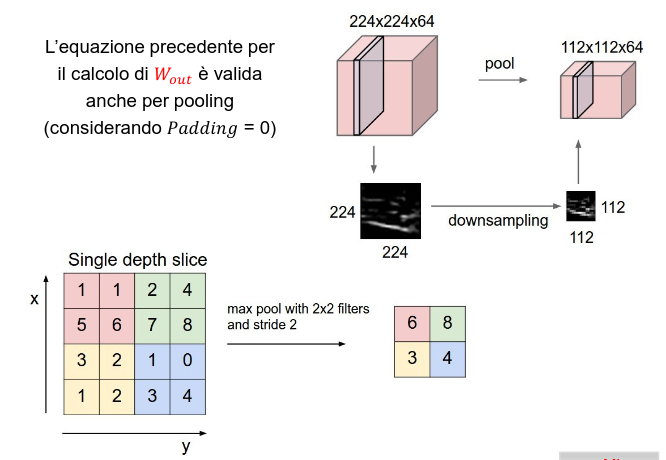 L'equazione precedente per
il calcolo di W_out è valida
anche per pooling
(considerando Padding = 0)
224x224x64
pool
112x112x64
224
224
downsampling
112
112
Single depth slice
x
1 1 2 4
5 6 7 8
3 2 1 0
1 2 3 4
y
max pool with 2x2 filters
and stride 2
6 8
3 4